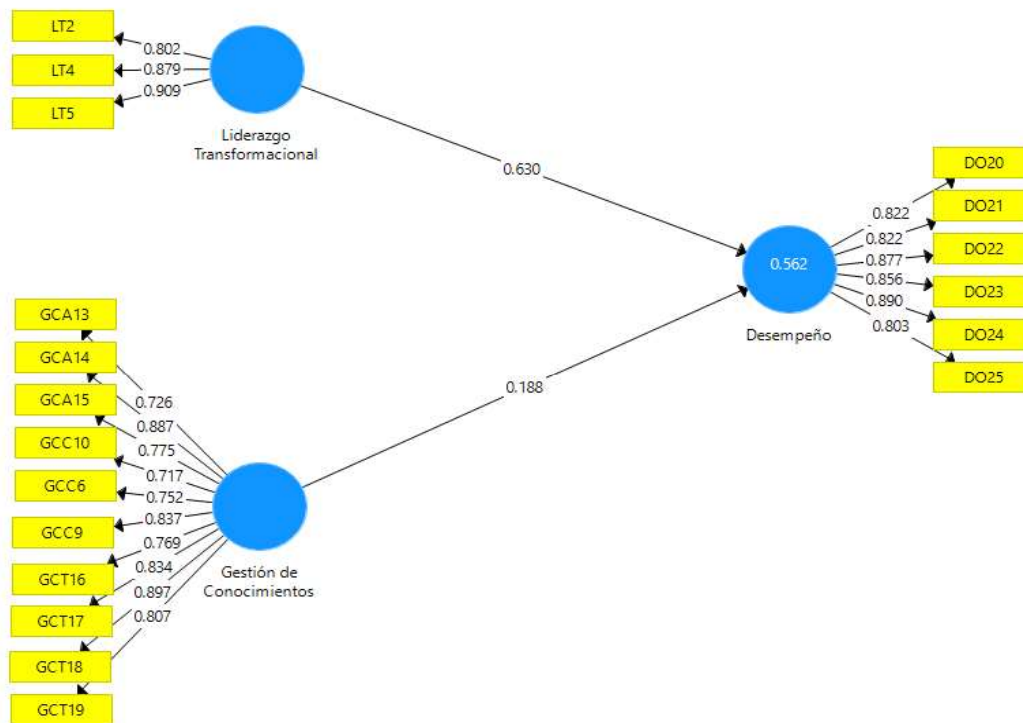 LT2
LT4
LT5
0.802
0.879
0.909
Liderazgo
Transformacional
0.630
GCA13
GCA14
GCA15
GCC10
GCC6
GCC9
GCT16
GCT17
GCT18
GCT19
0.726
0.887
0.775
0.717
0.752
0.837
0.769
0.834
0.897
0.807
Gestión de
Conocimientos
0.188
0.562
Desempeño
0.822
0.822
0.877
0.856
0.890
0.803
DO20
DO21
DO22
DO23
DO24
DO25